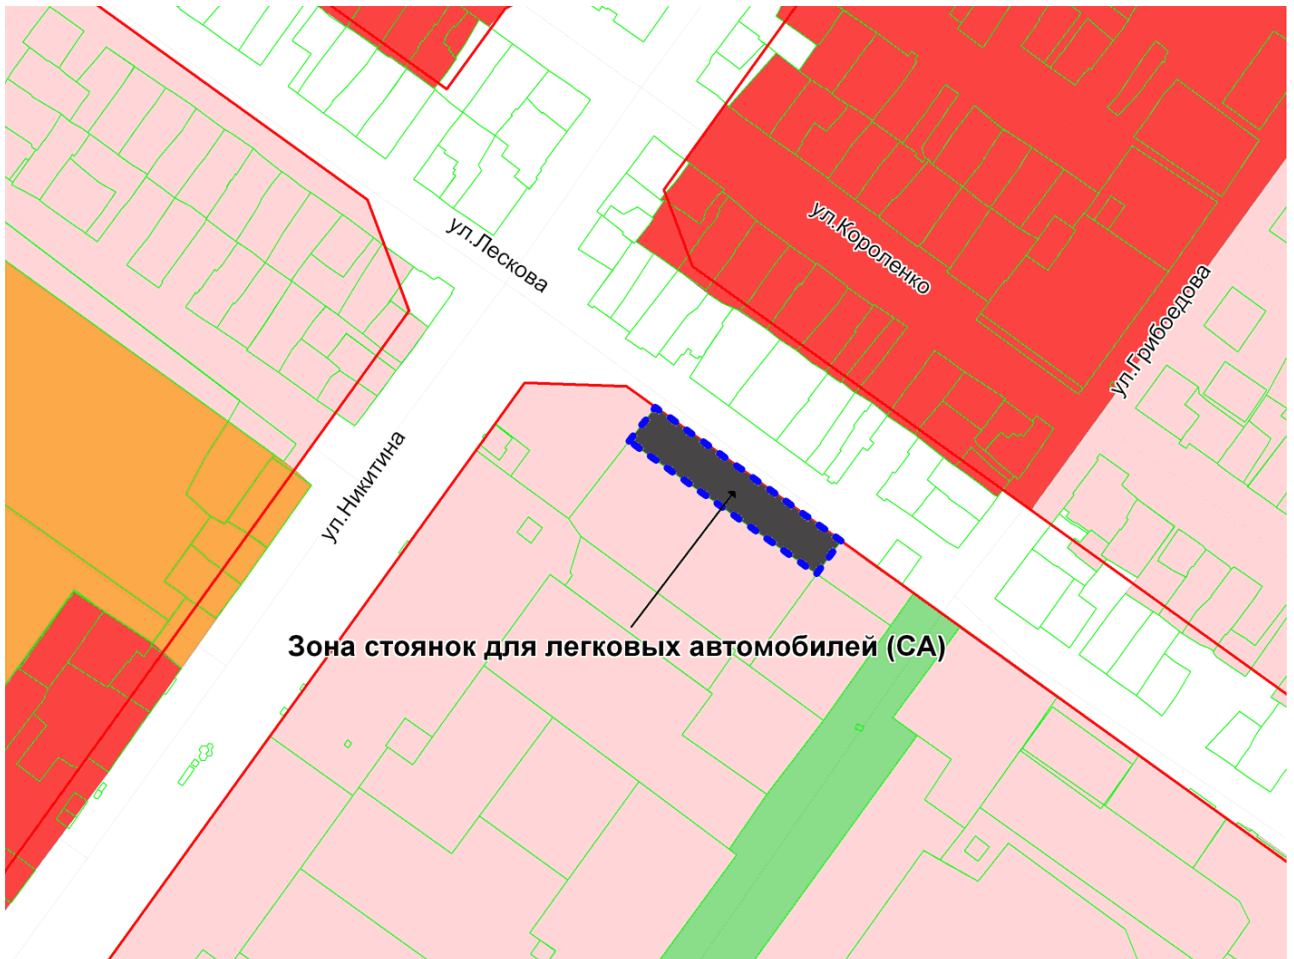 ул.Лескова
ул.Короленко
ул.Грибоедова
ул.Никитина
Зона стоянок для легковых автомобилей (СА)